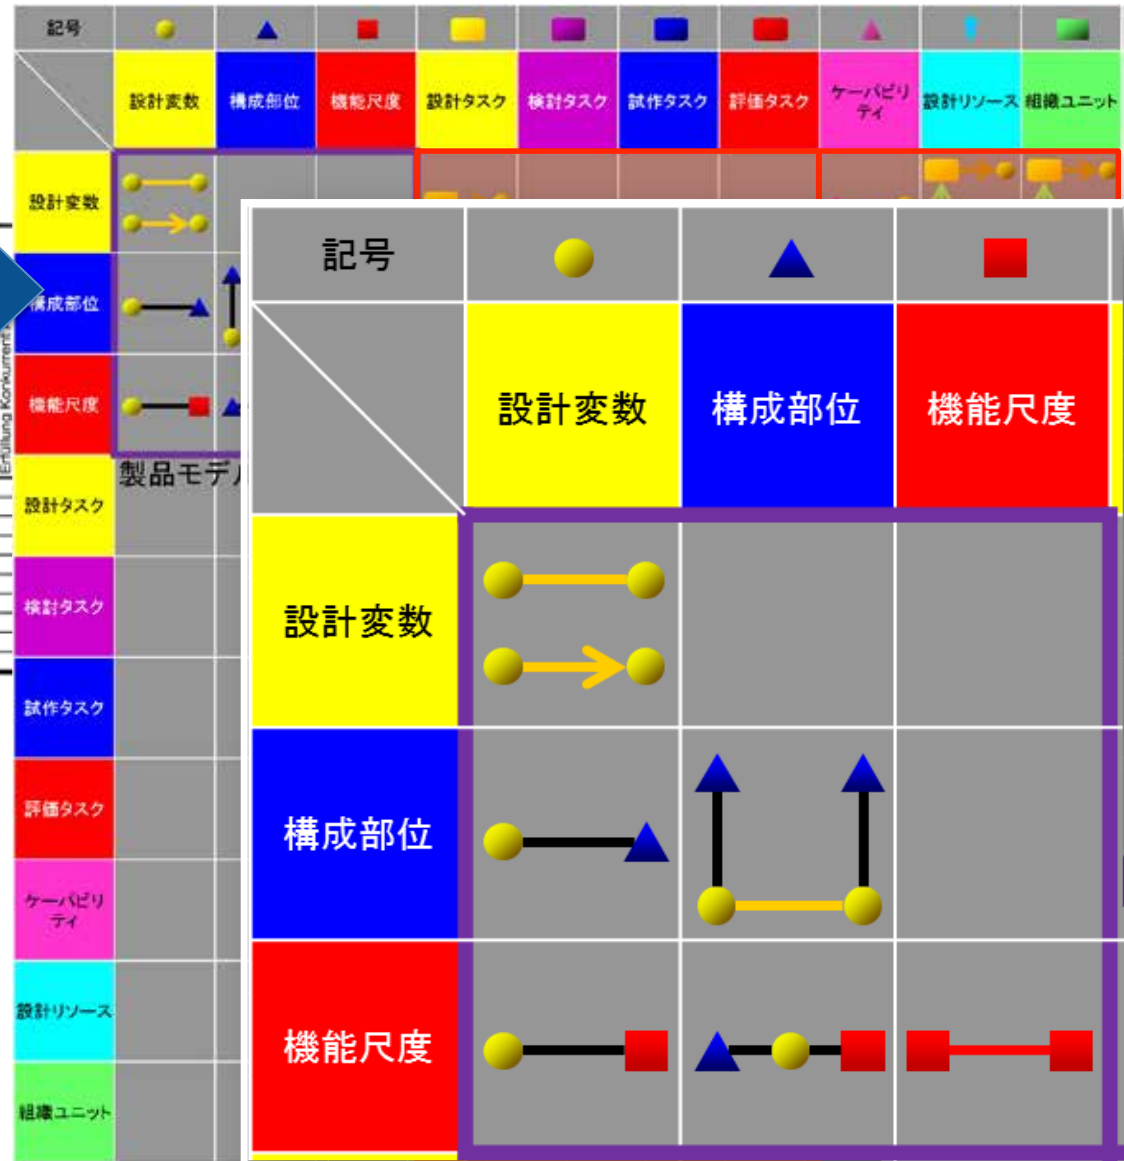 記号
設計変数 構成部位 機能尺度 設計タスク 検討タスク 試作タスク 評価タスク ケーパビリ 設計リソース 組織ユニット
ティ
設計変数
構成部位
機能尺度
製品モデル
設計タスク
検討タスク
試作タスク
評価タスク
ケーパビリ
ティ
設計リソース
組織ユニット
Erfüllung Konkurrent
記号
設計変数 構成部位 機能尺度
設計変数
構成部位
機能尺度